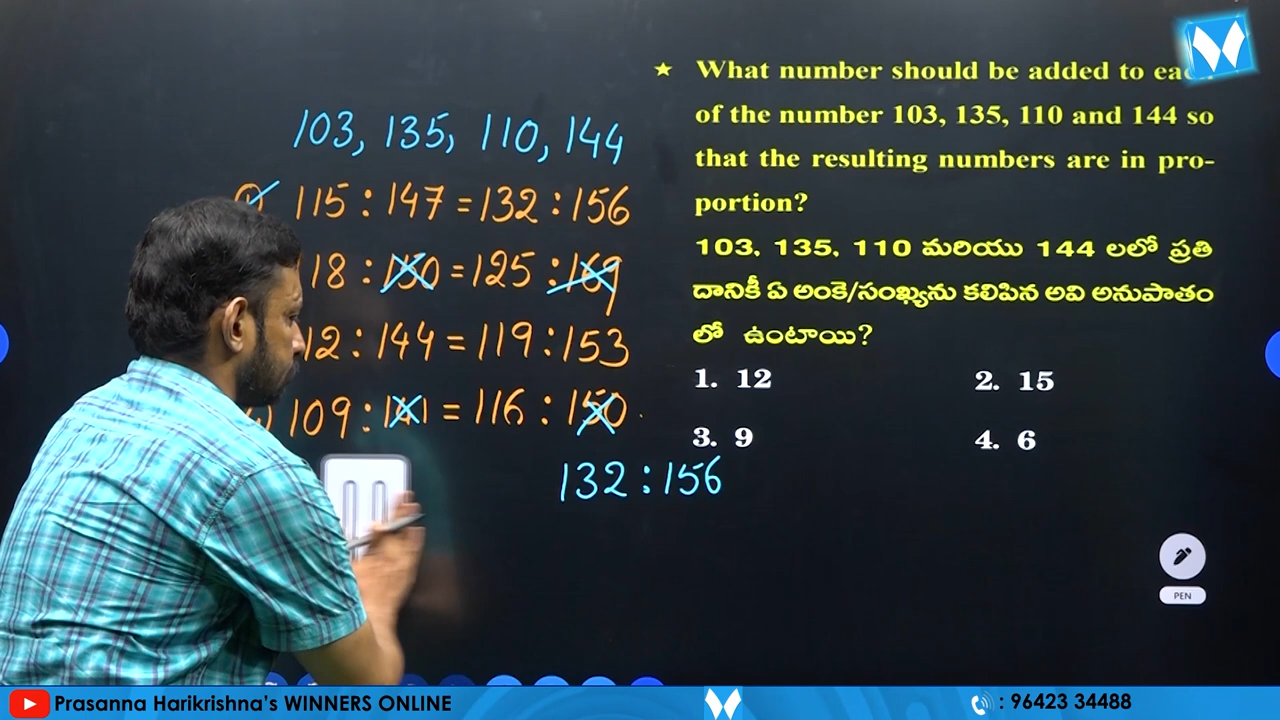 103, 135, 110, 144
115 : 147 = 132 : 156
18 : 150 = 125 : 169
12 : 144 = 119 : 153
109 : 141 = 116 : 150
132 : 156
★ What number should be added to each
of the number 103, 135, 110 and 144 so
that the resulting numbers are in pro-
portion?
103, 135, 110 మరియు 144 లలో ప్రతి
దానికీ ఏ అంకె/సంఖ్యను కలిపిన అవి అనుపాతం
లో ఉంటాయి?
1. 12 2. 15
3. 9 4. 6
PEN
Prasanna Harikrishna's WINNERS ONLINE
: 96423 34488